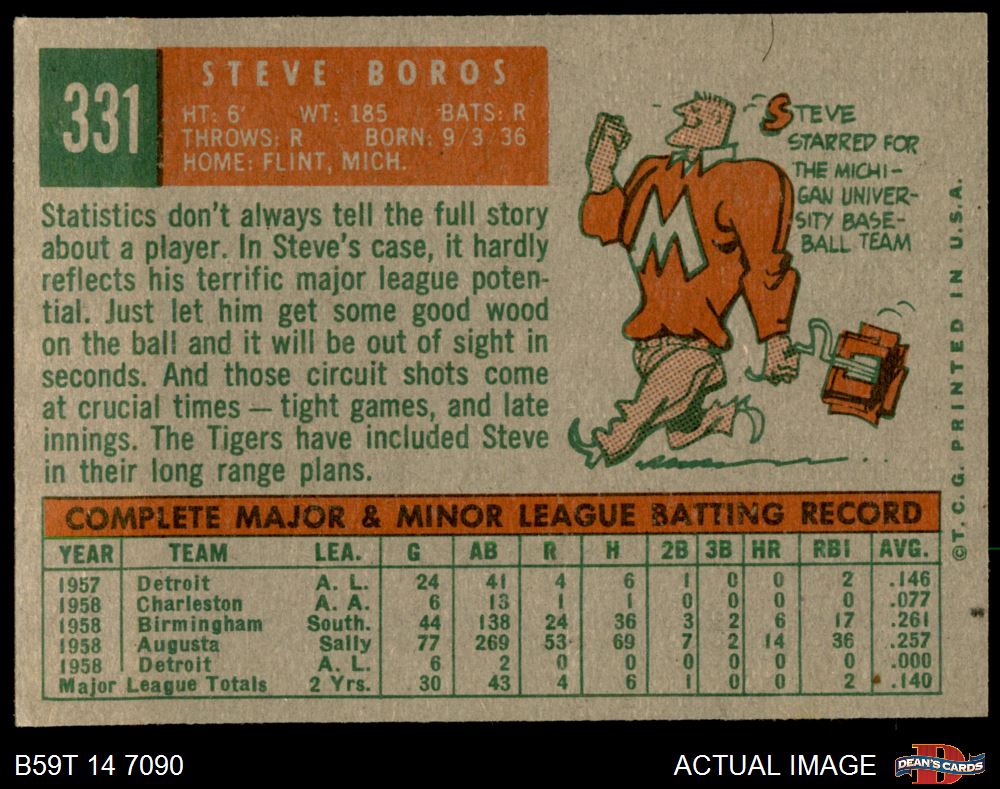 331
STEVE BOROS
HT: 6' WT: 185 BATS: R
THROWS: R BORN: 9/3/36
HOME: FLINT, MICH.
Statistics don't always tell the full story
about a player. In Steve's case, it hardly
reflects his terrific major league poten-
tial. Just let him get some good wood
on the ball and it will be out of sight in
seconds. And those circuit shots come
at crucial times — tight games, and late
innings. The Tigers have included Steve
in their long range plans.
M
STEVE
STARRED FOR
THE MICHI-
GAN UNIVER-
SITY BASE-
BALL TEAM
©T. C. G. PRINTED IN U.S.A.
COMPLETE MAJOR & MINOR LEAGUE BATTING RECORD
YEAR TEAM LEA. G AB R H 2B 3B HR RBI AVG.
1957 Detroit A. L. 24 41 4 6 1 0 0 2 .146
1958 Charleston A. A. 6 13 1 1 0 0 0 0 .077
1958 Birmingham South. 44 138 24 36 3 2 6 17 .261
1958 Augusta Sally 77 269 53 69 7 2 14 36 .257
1958 Detroit A. L. 6 2 0 0 0 0 0 0 .000
Major League Totals 2 Yrs. 30 43 4 6 1 0 0 2 .140
B59T 14 7090
ACTUAL IMAGE
D
DEAN'S CARDS